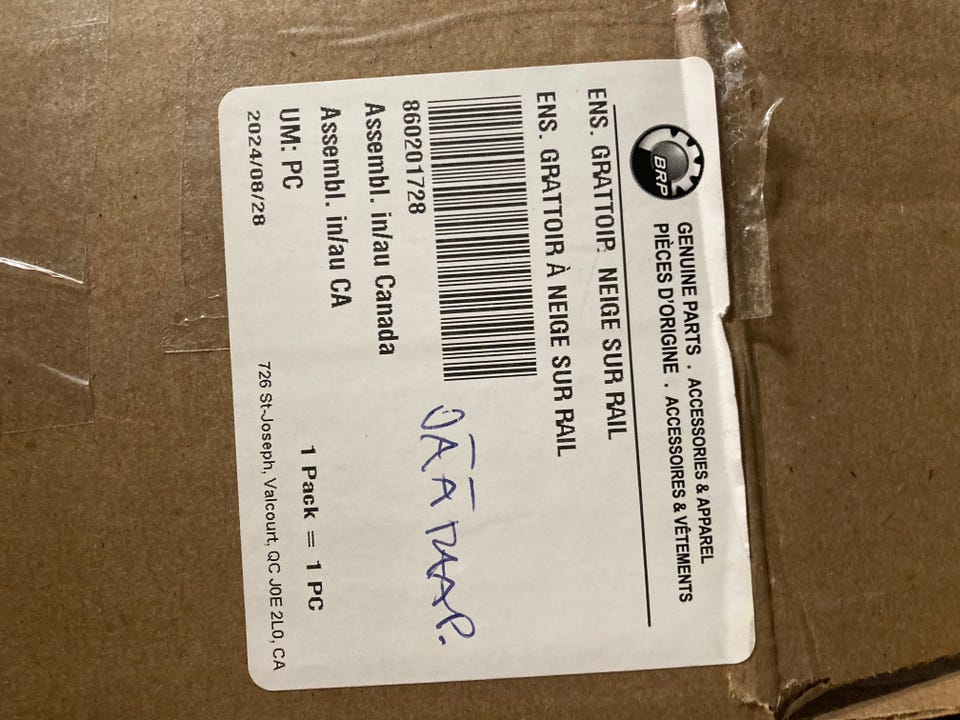 BRP
GENUINE PARTS . ACCESSORIES & APPAREL
PIÈCES D'ORIGINE . ACCESSOIRES & VÊTEMENTS
ENS. GRATTOIR NEIGE SUR RAIL
ENS. GRATTOIR À NEIGE SUR RAIL
JÄÄRAAP.
860201728
Assembl. in/au Canada
Assembl. in/au CA
UM: PC
1 Pack = 1 PC
2024/08/28
726 St-Joseph, Valcourt, QC J0E 2L0, CA